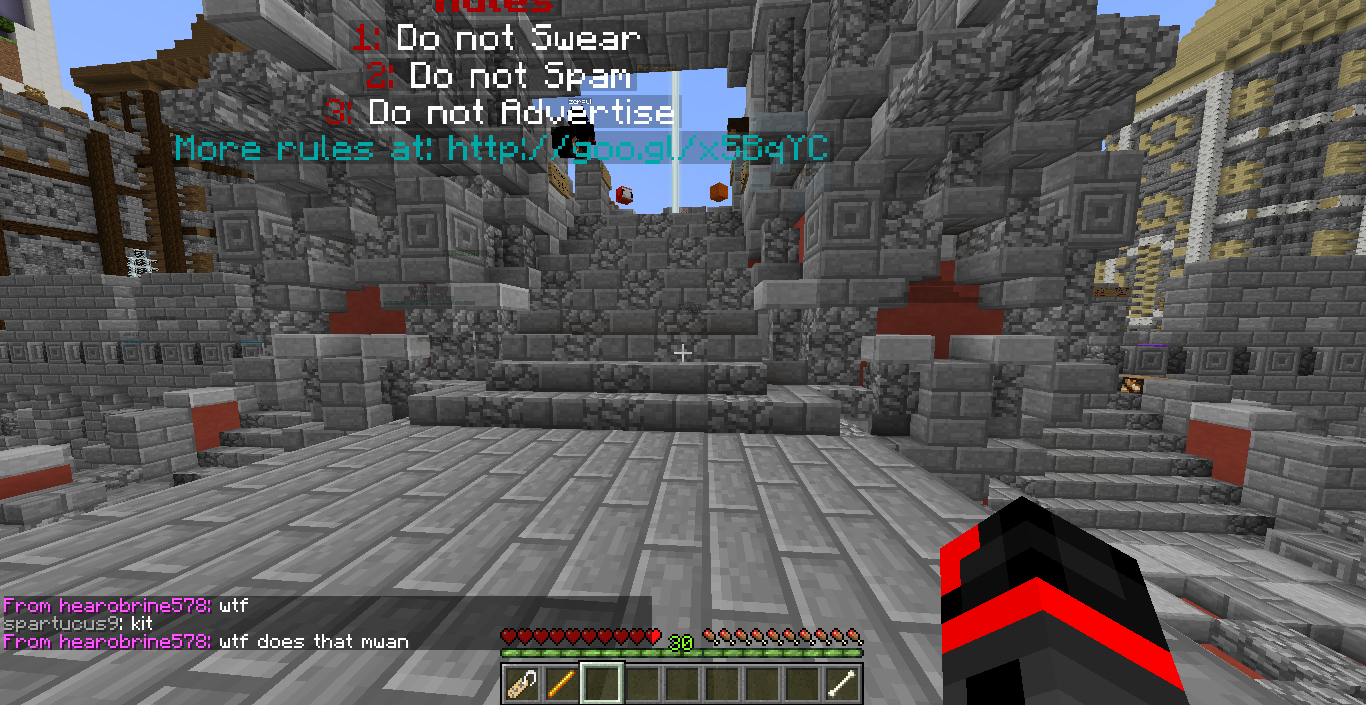 Rules
1: Do not Swear
2: Do not Spam
3: Do not Advertise
More rules at: http://goo.gl/x5BqYC
From hearobrine578: wtf
spartucus9: kit
From hearobrine578: wtf does that mwan
30